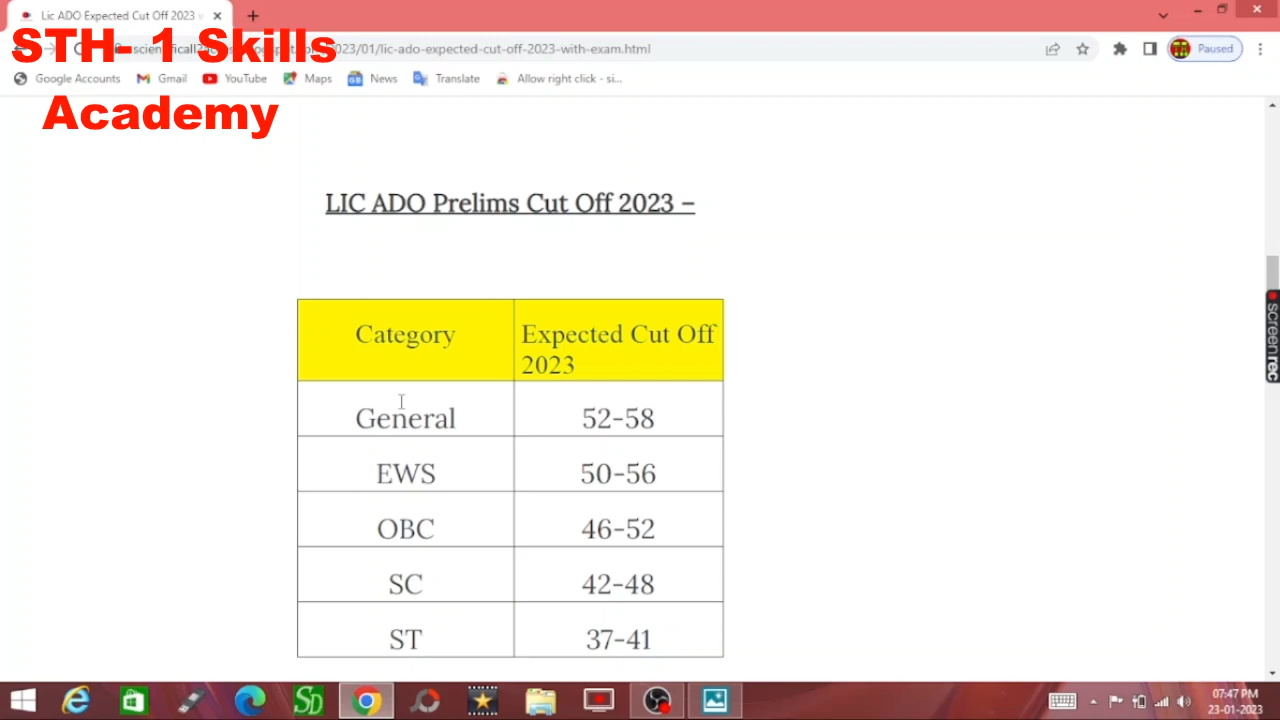 Lic ADO Expected Cut Off 2023
STH- 1 Skills
2023/01/lic-ado-expected-cut-off-2023-with-exam.html
Paused
Google Accounts Gmail YouTube Maps News Translate Allow right click - si...
Academy
LIC ADO Prelims Cut Off 2023 –
Category Expected Cut Off
2023
General 52-58
EWS 50-56
OBC 46-52
SC 42-48
ST 37-41
screenrec
SD
07:47 PM
23-01-2023